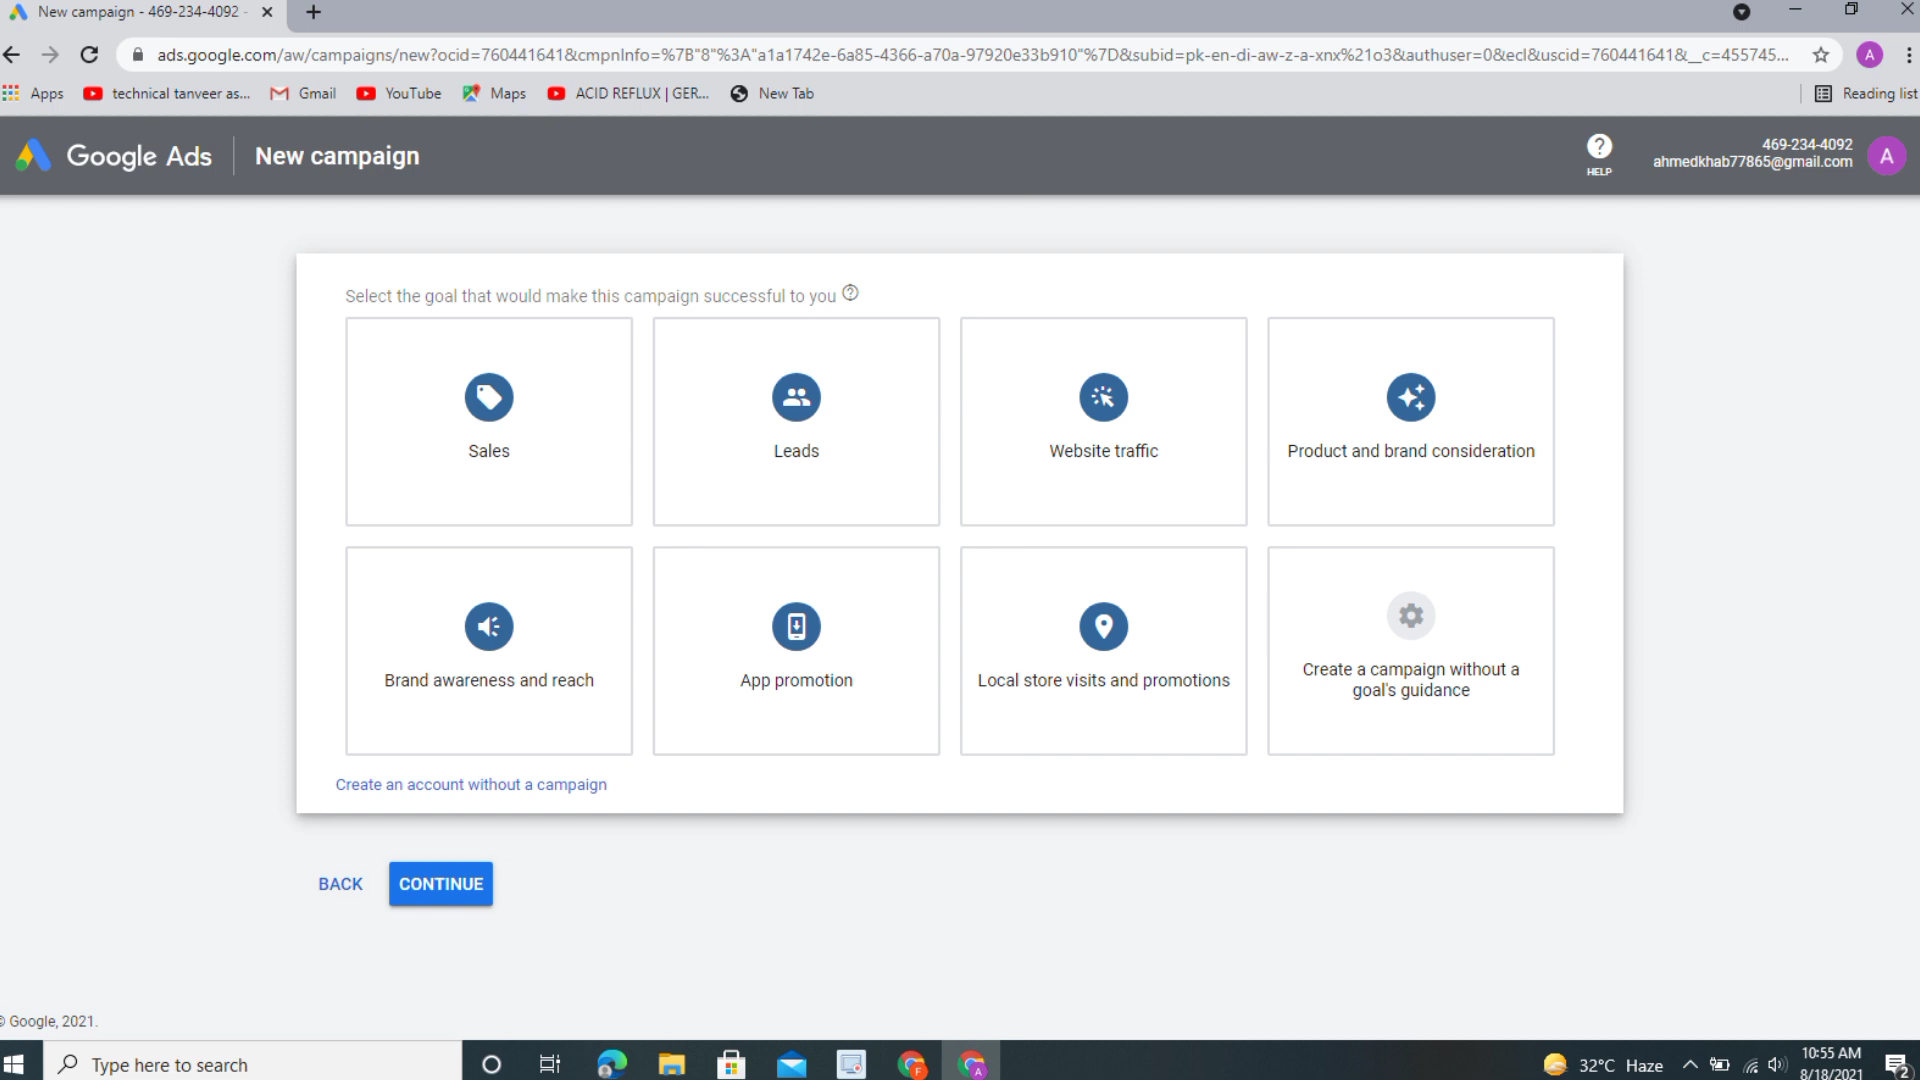 New campaign - 469-234-4092 -
ads.google.com/aw/campaigns/new?ocid=760441641&cmpnInfo=%7B"8"%3A"a1a1742e-6a85-4366-a70a-97920e33b910"%7D&subid=pk-en-di-aw-z-a-xnx%21o3&authuser=0&ecl&uscid=760441641&__c=455745...
A
Apps
technical tanveer as...
Gmail
YouTube
Maps
ACID REFLUX | GER...
New Tab
Reading list
Google Ads
New campaign
?
HELP
469-234-4092
ahmedkhab77865@gmail.com
A
Select the goal that would make this campaign successful to you ?
Sales
Leads
Website traffic
Product and brand consideration
Brand awareness and reach
App promotion
Local store visits and promotions
Create a campaign without a
goal's guidance
Create an account without a campaign
BACK
CONTINUE
© Google, 2021.
Type here to search
F
A
32°C Haze
10:55 AM
8/18/2021
2